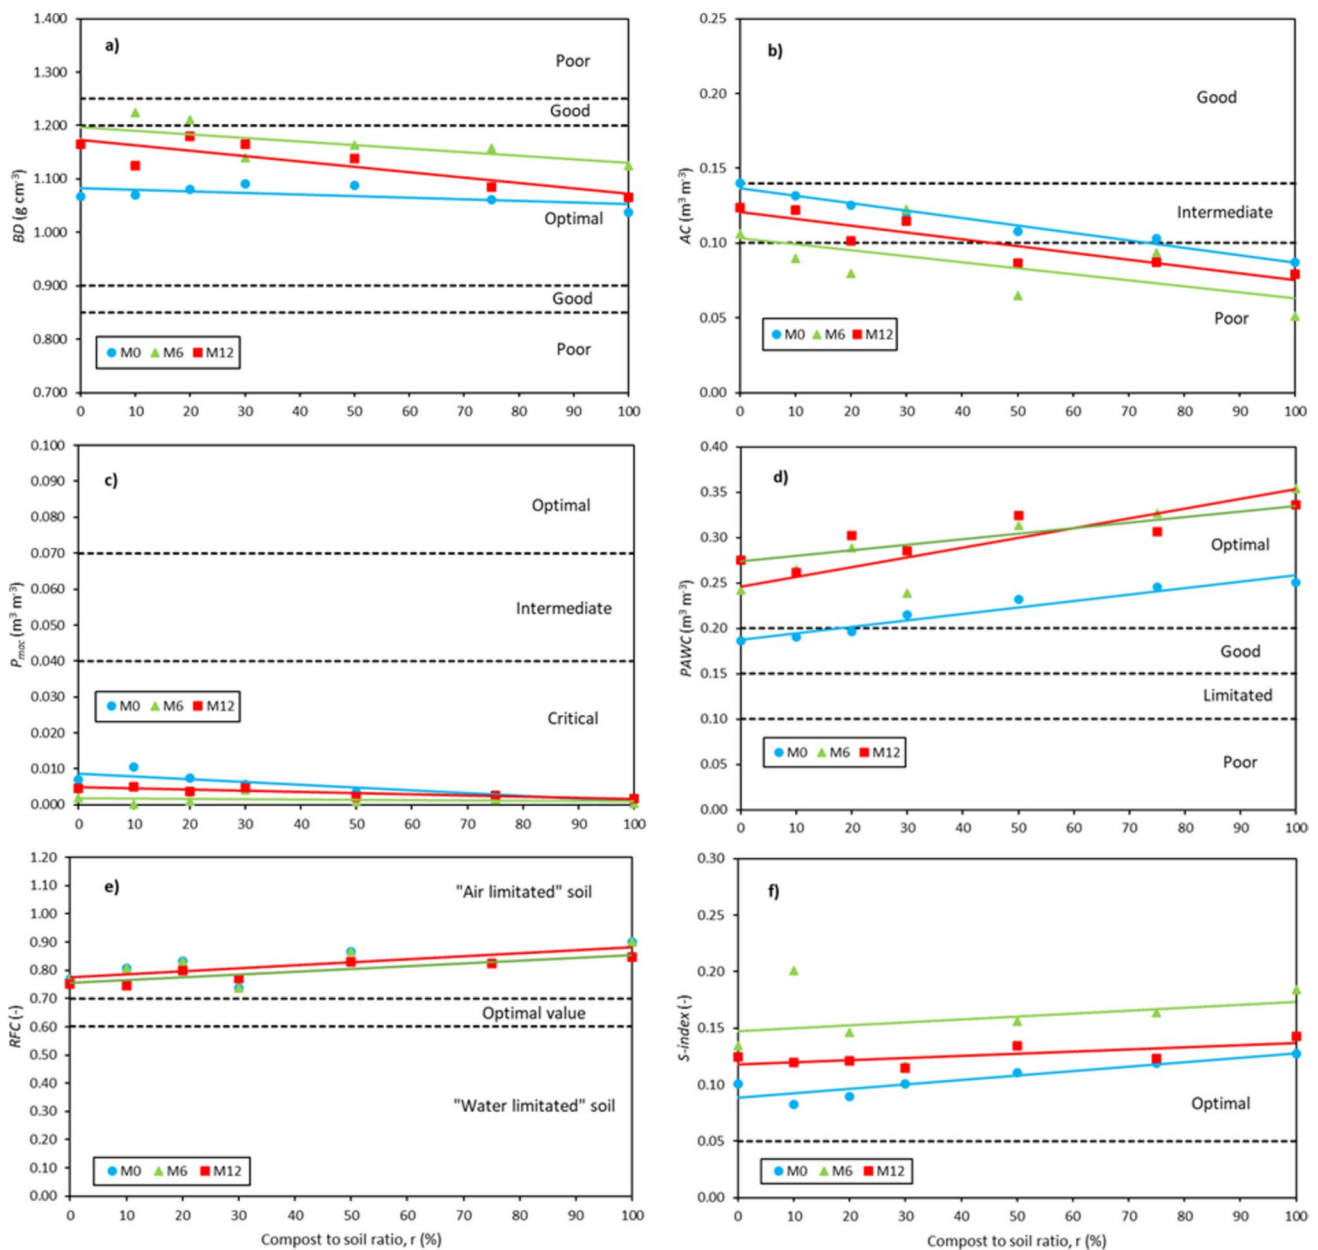 a)
BD (g cm⁻³)
1.400
1.300
1.200
1.100
1.000
0.900
0.800
0.700
Poor
Good
Optimal
Good
Poor
M0 M6 M12
0 10 20 30 40 50 60 70 80 90 100
b)
AC (m³ m⁻³)
0.25
0.20
0.15
0.10
0.05
0.00
Good
Intermediate
Poor
M0 M6 M12
0 10 20 30 40 50 60 70 80 90 100
c)
Pmac (m³ m⁻³)
0.100
0.090
0.080
0.070
0.060
0.050
0.040
0.030
0.020
0.010
0.000
Optimal
Intermediate
Critical
M0 M6 M12
0 10 20 30 40 50 60 70 80 90 100
d)
PAWC (m³ m⁻³)
0.40
0.35
0.30
0.25
0.20
0.15
0.10
0.05
0.00
Optimal
Good
Limitated
Poor
M0 M6 M12
0 10 20 30 40 50 60 70 80 90 100
e)
RFC (-)
1.20
1.10
1.00
0.90
0.80
0.70
0.60
0.50
0.40
0.30
0.20
0.10
0.00
"Air limitated" soil
Optimal value
"Water limitated" soil
M0 M6 M12
0 10 20 30 40 50 60 70 80 90 100
Compost to soil ratio, r (%)
f)
S-index (-)
0.30
0.25
0.20
0.15
0.10
0.05
0.00
Optimal
M0 M6 M12
0 10 20 30 40 50 60 70 80 90 100
Compost to soil ratio, r (%)